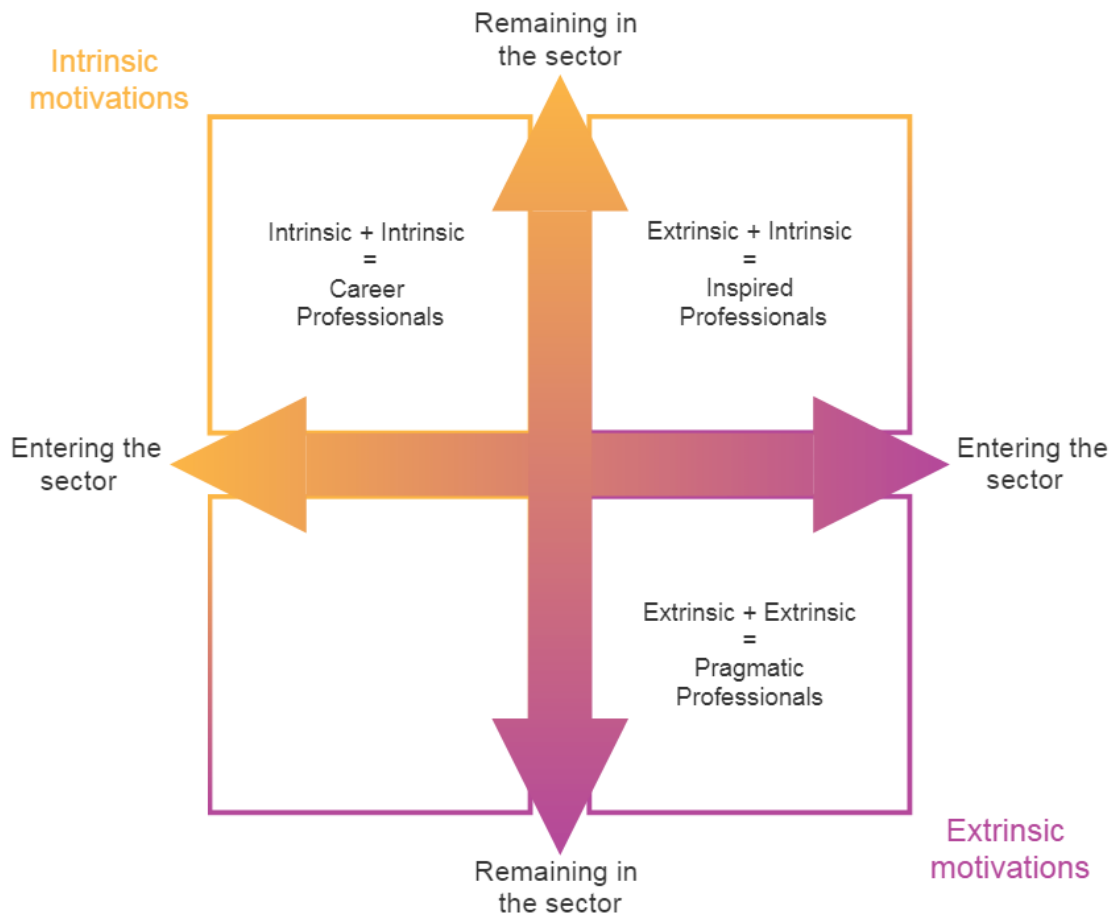 Remaining in
the sector
Intrinsic
motivations
Intrinsic + Intrinsic
=
Career
Professionals
Extrinsic + Intrinsic
=
Inspired
Professionals
Entering the
sector
Entering the
sector
Extrinsic + Extrinsic
=
Pragmatic
Professionals
Remaining in
the sector
Extrinsic
motivations